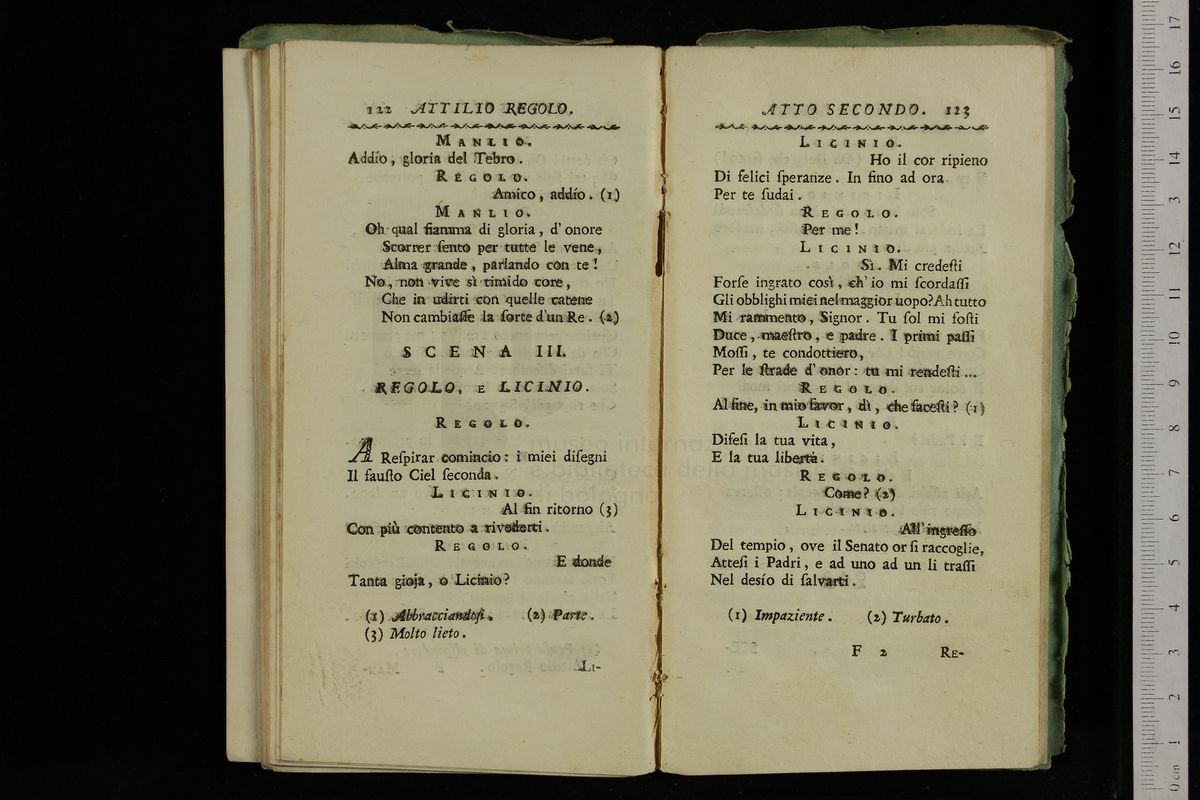 122 ATTILIO REGOLO.
MANLIO.
Addío, gloria del Tebro.
REGOLO.
Amico, addío. (1)
MANLIO.
Oh qual fiamma di gloria, d'onore
Scorrer ſento per tutte le vene,
Alma grande, parlando con te!
No, non vive sì timido core,
Che in udirti con quelle catene
Non cambiaſſe la ſorte d'un Re. (2)
SCENA III.
REGOLO, E LICINIO.
REGOLO.
A Reſpirar comincio: i miei diſegni
Il fauſto Ciel ſeconda.
LICINIO.
Al fin ritorno (3)
Con più contento a rivederti.
REGOLO.
E donde
Tanta gioja, o Licinio?
(1) Abbracciandoſi. (2) Parte.
(3) Molto lieto.
LI-
ATTO SECONDO. 123
LICINIO.
Ho il cor ripieno
Di felici ſperanze. In fino ad ora
Per te ſudai.
REGOLO.
Per me!
LICINIO.
Sì. Mi credeſti
Forſe ingrato così, ch'io mi ſcordaſſi
Gli obblighi miei nel maggior uopo? Ah tutto
Mi rammento, Signor. Tu ſol mi foſti
Duce, maeſtro, e padre. I primi paſſi
Moſſi, te condottiero,
Per le ſtrade d'onor: tu mi rendeſti...
REGOLO.
Al fine, in mio favor, dì, che faceſti? (1)
LICINIO.
Difeſi la tua vita,
E la tua libertà.
REGOLO.
Come? (2)
LICINIO.
All'ingreſſo
Del tempio, ove il Senato or ſi raccoglie,
Atteſi i Padri, e ad uno ad un li traſſi
Nel desío di ſalvarti.
(1) Impaziente. (2) Turbato.
F 2 RE-
museo interna
biblioteca della mus
di bologna
0 cm 1 2 3 4 5 6 7 8 9 10 11 12 13 14 15 16 17